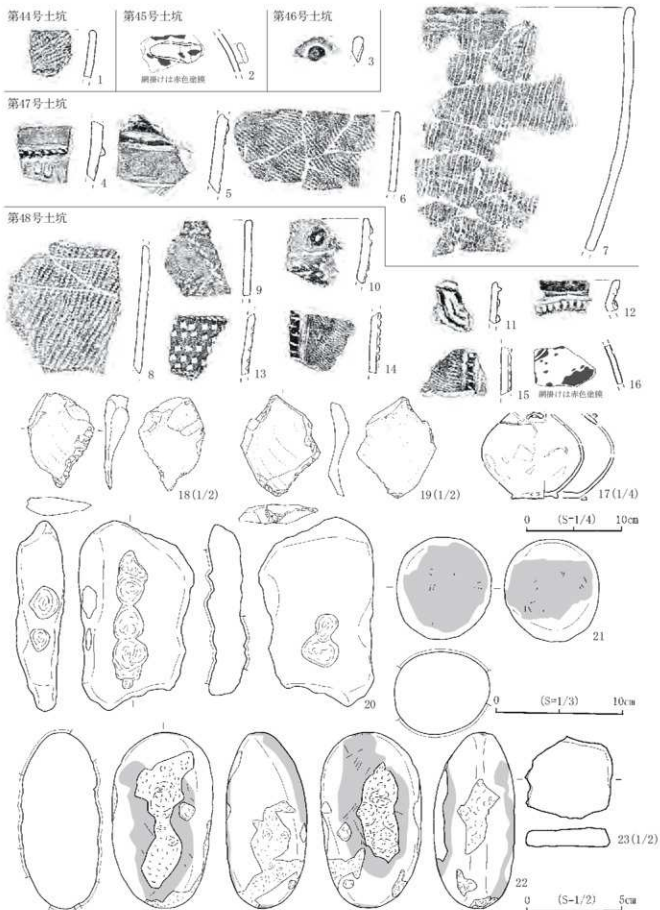 第44号土坑
1
第45号土坑
網掛けは赤色塗膜
2
第46号土坑
3
第47号土坑
4
5
6
7
第48号土坑
8
9
10
11
12
13
14
15
網掛けは赤色塗膜
16
17(1/4)
18(1/2)
19(1/2)
0 (S=1/4) 10cm
20
21
0 (S=1/3) 10cm
22
23(1/2)
0 (S=1/2) 5cm